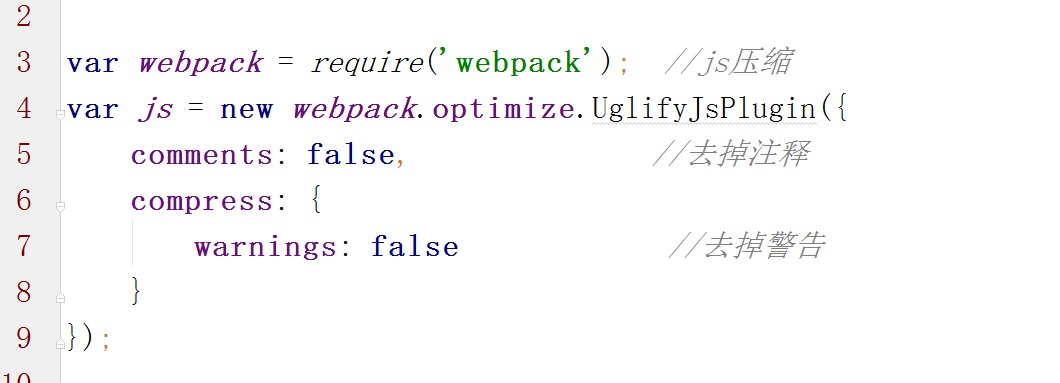 2
3 var webpack = require('webpack'); //js压缩
4 var js = new webpack.optimize.UglifyJsPlugin({
5 comments: false, //去掉注释
6 compress: {
7 warnings: false //去掉警告
8 }
9 });
10